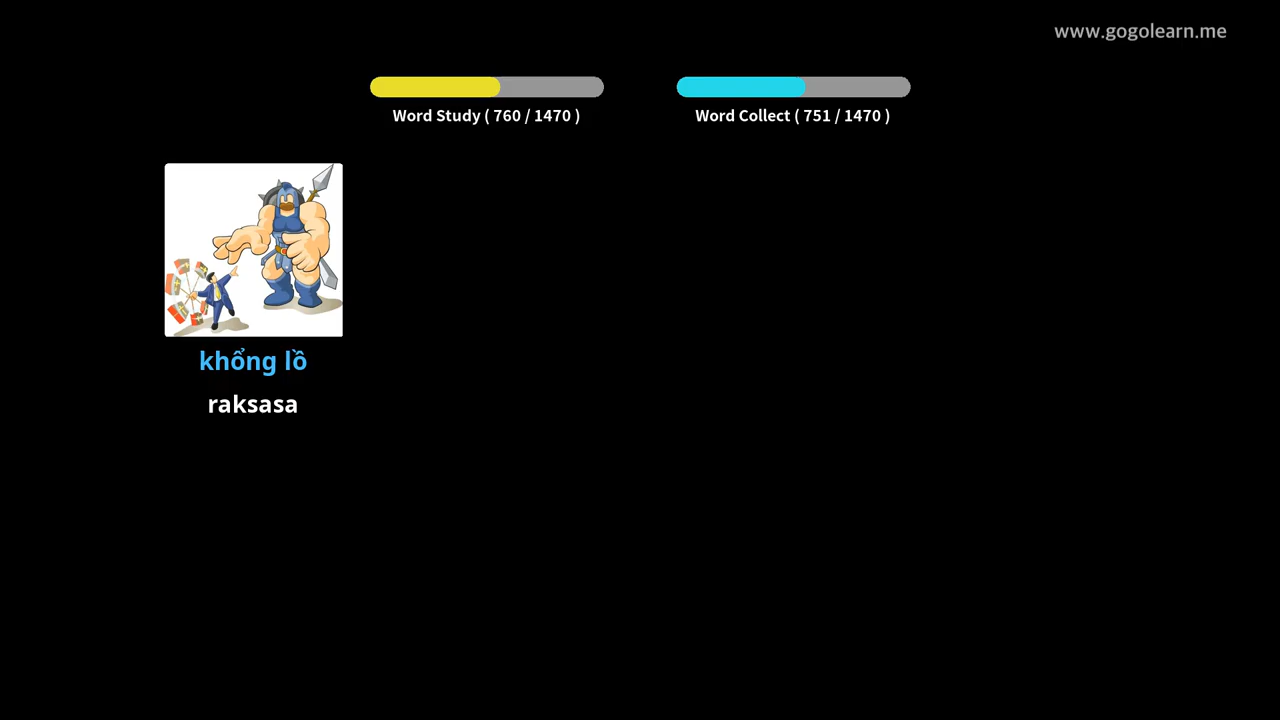 www.gogolearn.me
Word Study ( 760 / 1470 )
Word Collect ( 751 / 1470 )
khổng lồ
raksasa